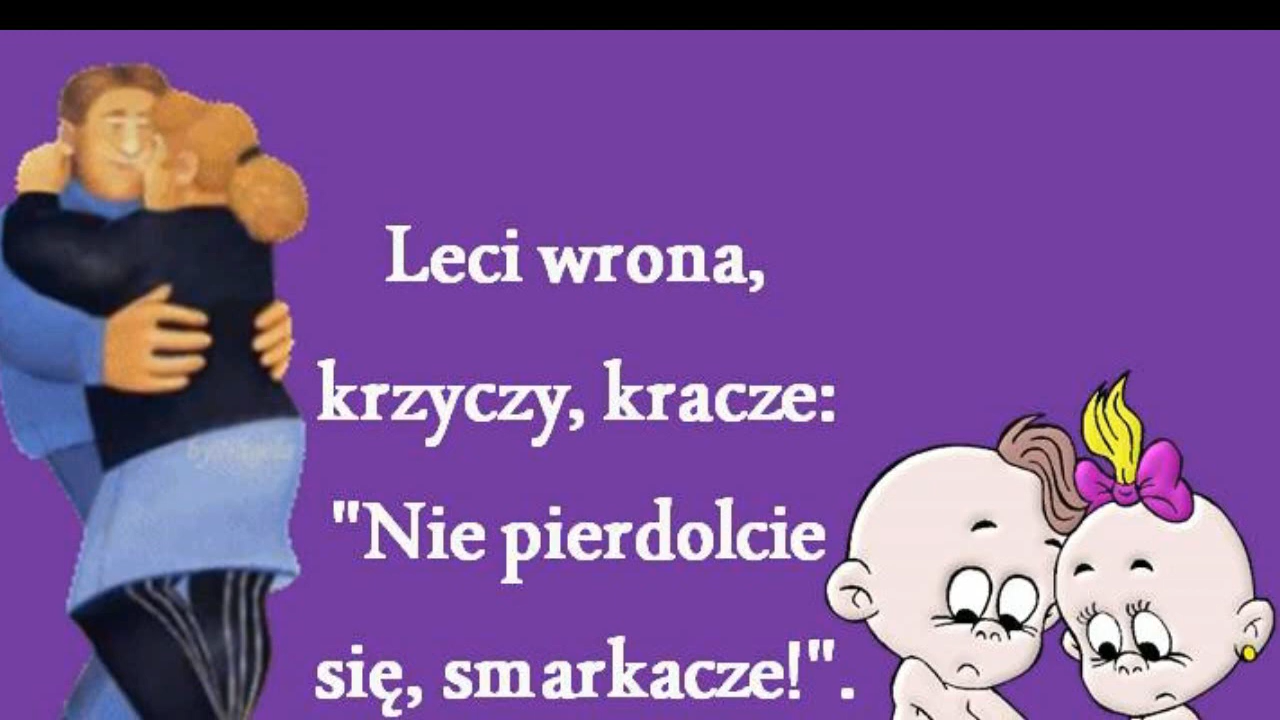 Leci wrona,
krzyczy, kracze:
"Nie pierdolcie
się, smarkacze!".